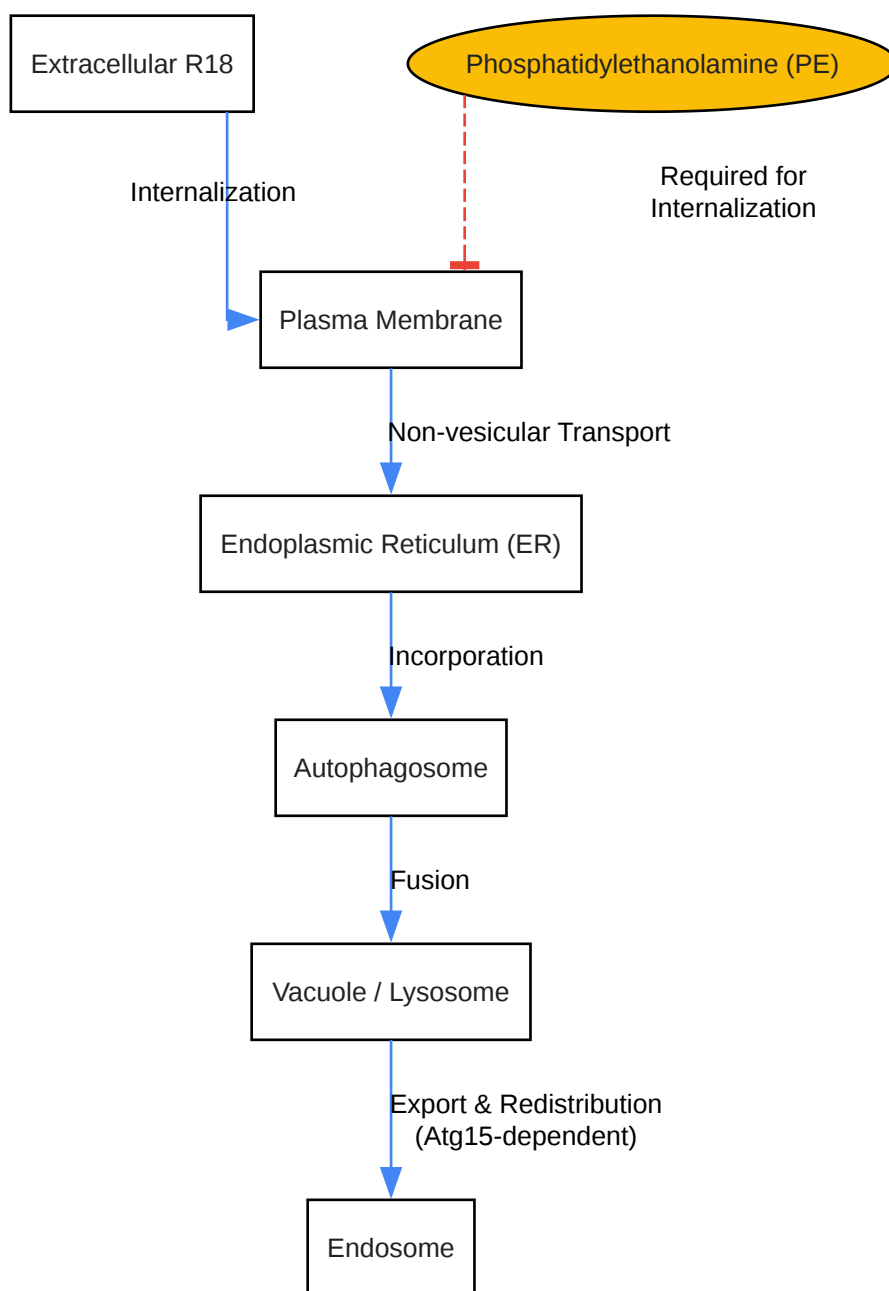 Extracellular R18
Phosphatidylethanolamine (PE)
Internalization
Required for
Internalization
Plasma Membrane
Non-vesicular Transport
Endoplasmic Reticulum (ER)
Incorporation
Autophagosome
Fusion
Vacuole / Lysosome
Export & Redistribution
(Atg15-dependent)
Endosome